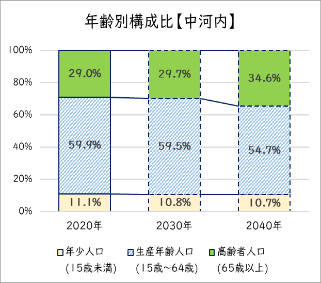 年齢別構成比【中河内】
100%
80%
60%
40%
20%
0%
29.0%
29.7%
34.6%
59.9%
59.5%
54.7%
11.1%
10.8%
10.7%
2020年
2030年
2040年
年少人口
(15歳未満)
生産年齢人口
(15歳～64歳)
高齢者人口
(65歳以上)